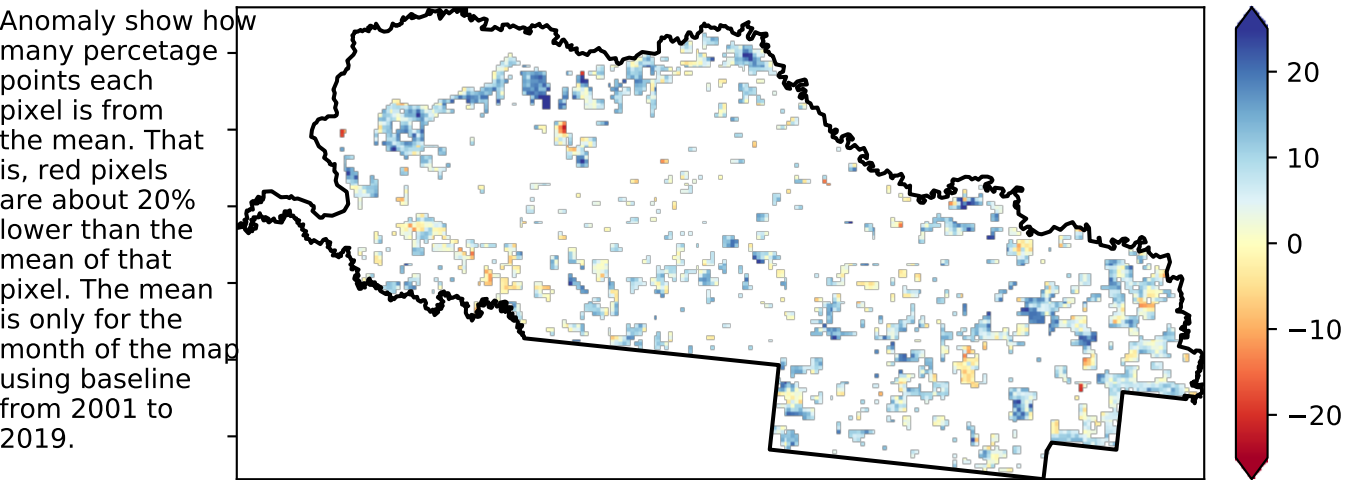 Anomaly show how
many percetage
points each
pixel is from
the mean. That
is, red pixels
are about 20%
lower than the
mean of that
pixel. The mean
is only for the
month of the map
using baseline
from 2001 to
2019.
20
10
0
−10
−20